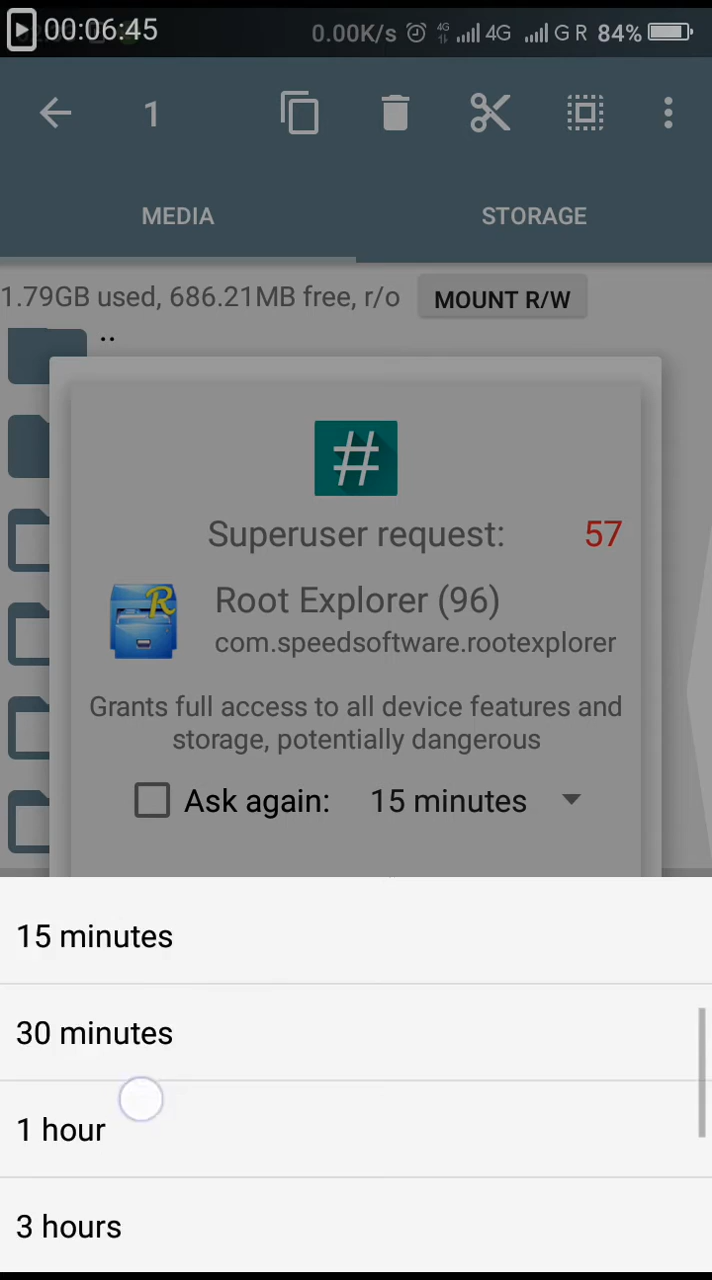 00:06:45 0.00K/s 4G 4G G R 84%
1
MEDIA STORAGE
1.79GB used, 686.21MB free, r/o MOUNT R/W
..
#
Superuser request: 57
R
Root Explorer (96)
com.speedsoftware.rootexplorer
Grants full access to all device features and
storage, potentially dangerous
Ask again: 15 minutes
15 minutes
30 minutes
1 hour
3 hours